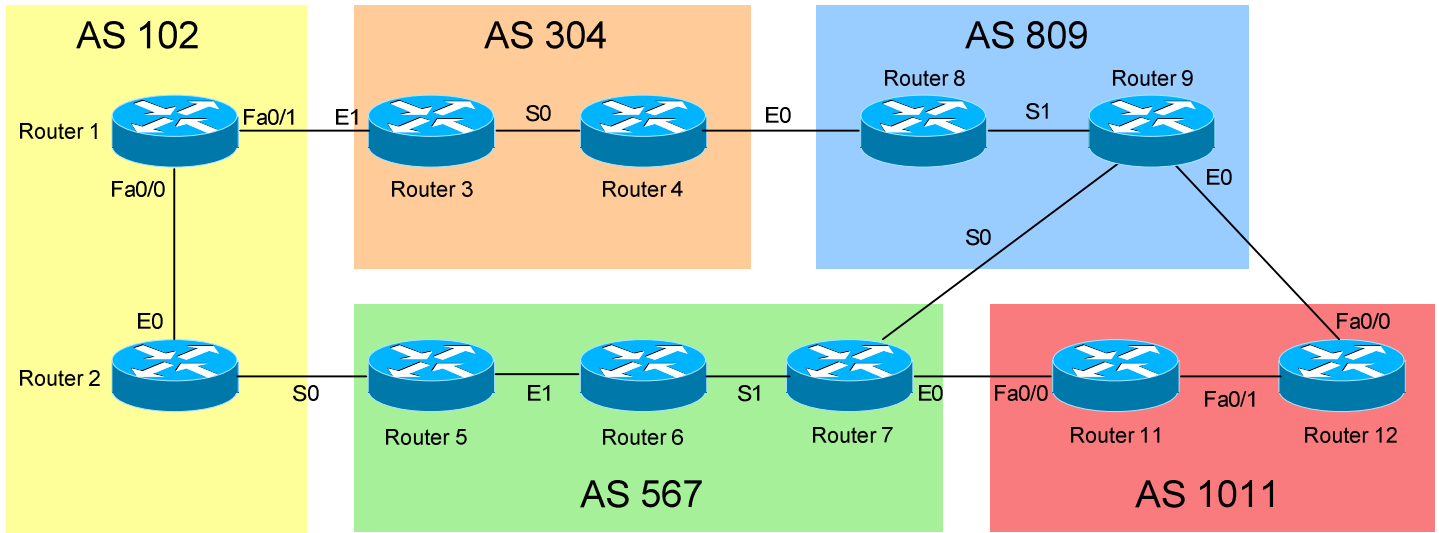 AS 102
AS 304
AS 809
Router 8
Router 9
Router 1
Fa0/1
E1
S0
E0
S1
Fa0/0
Router 3
Router 4
E0
S0
E0
Fa0/0
Router 2
S0
E1
S1
E0
Fa0/0
Fa0/1
Router 5
Router 6
Router 7
Router 11
Router 12
AS 567
AS 1011